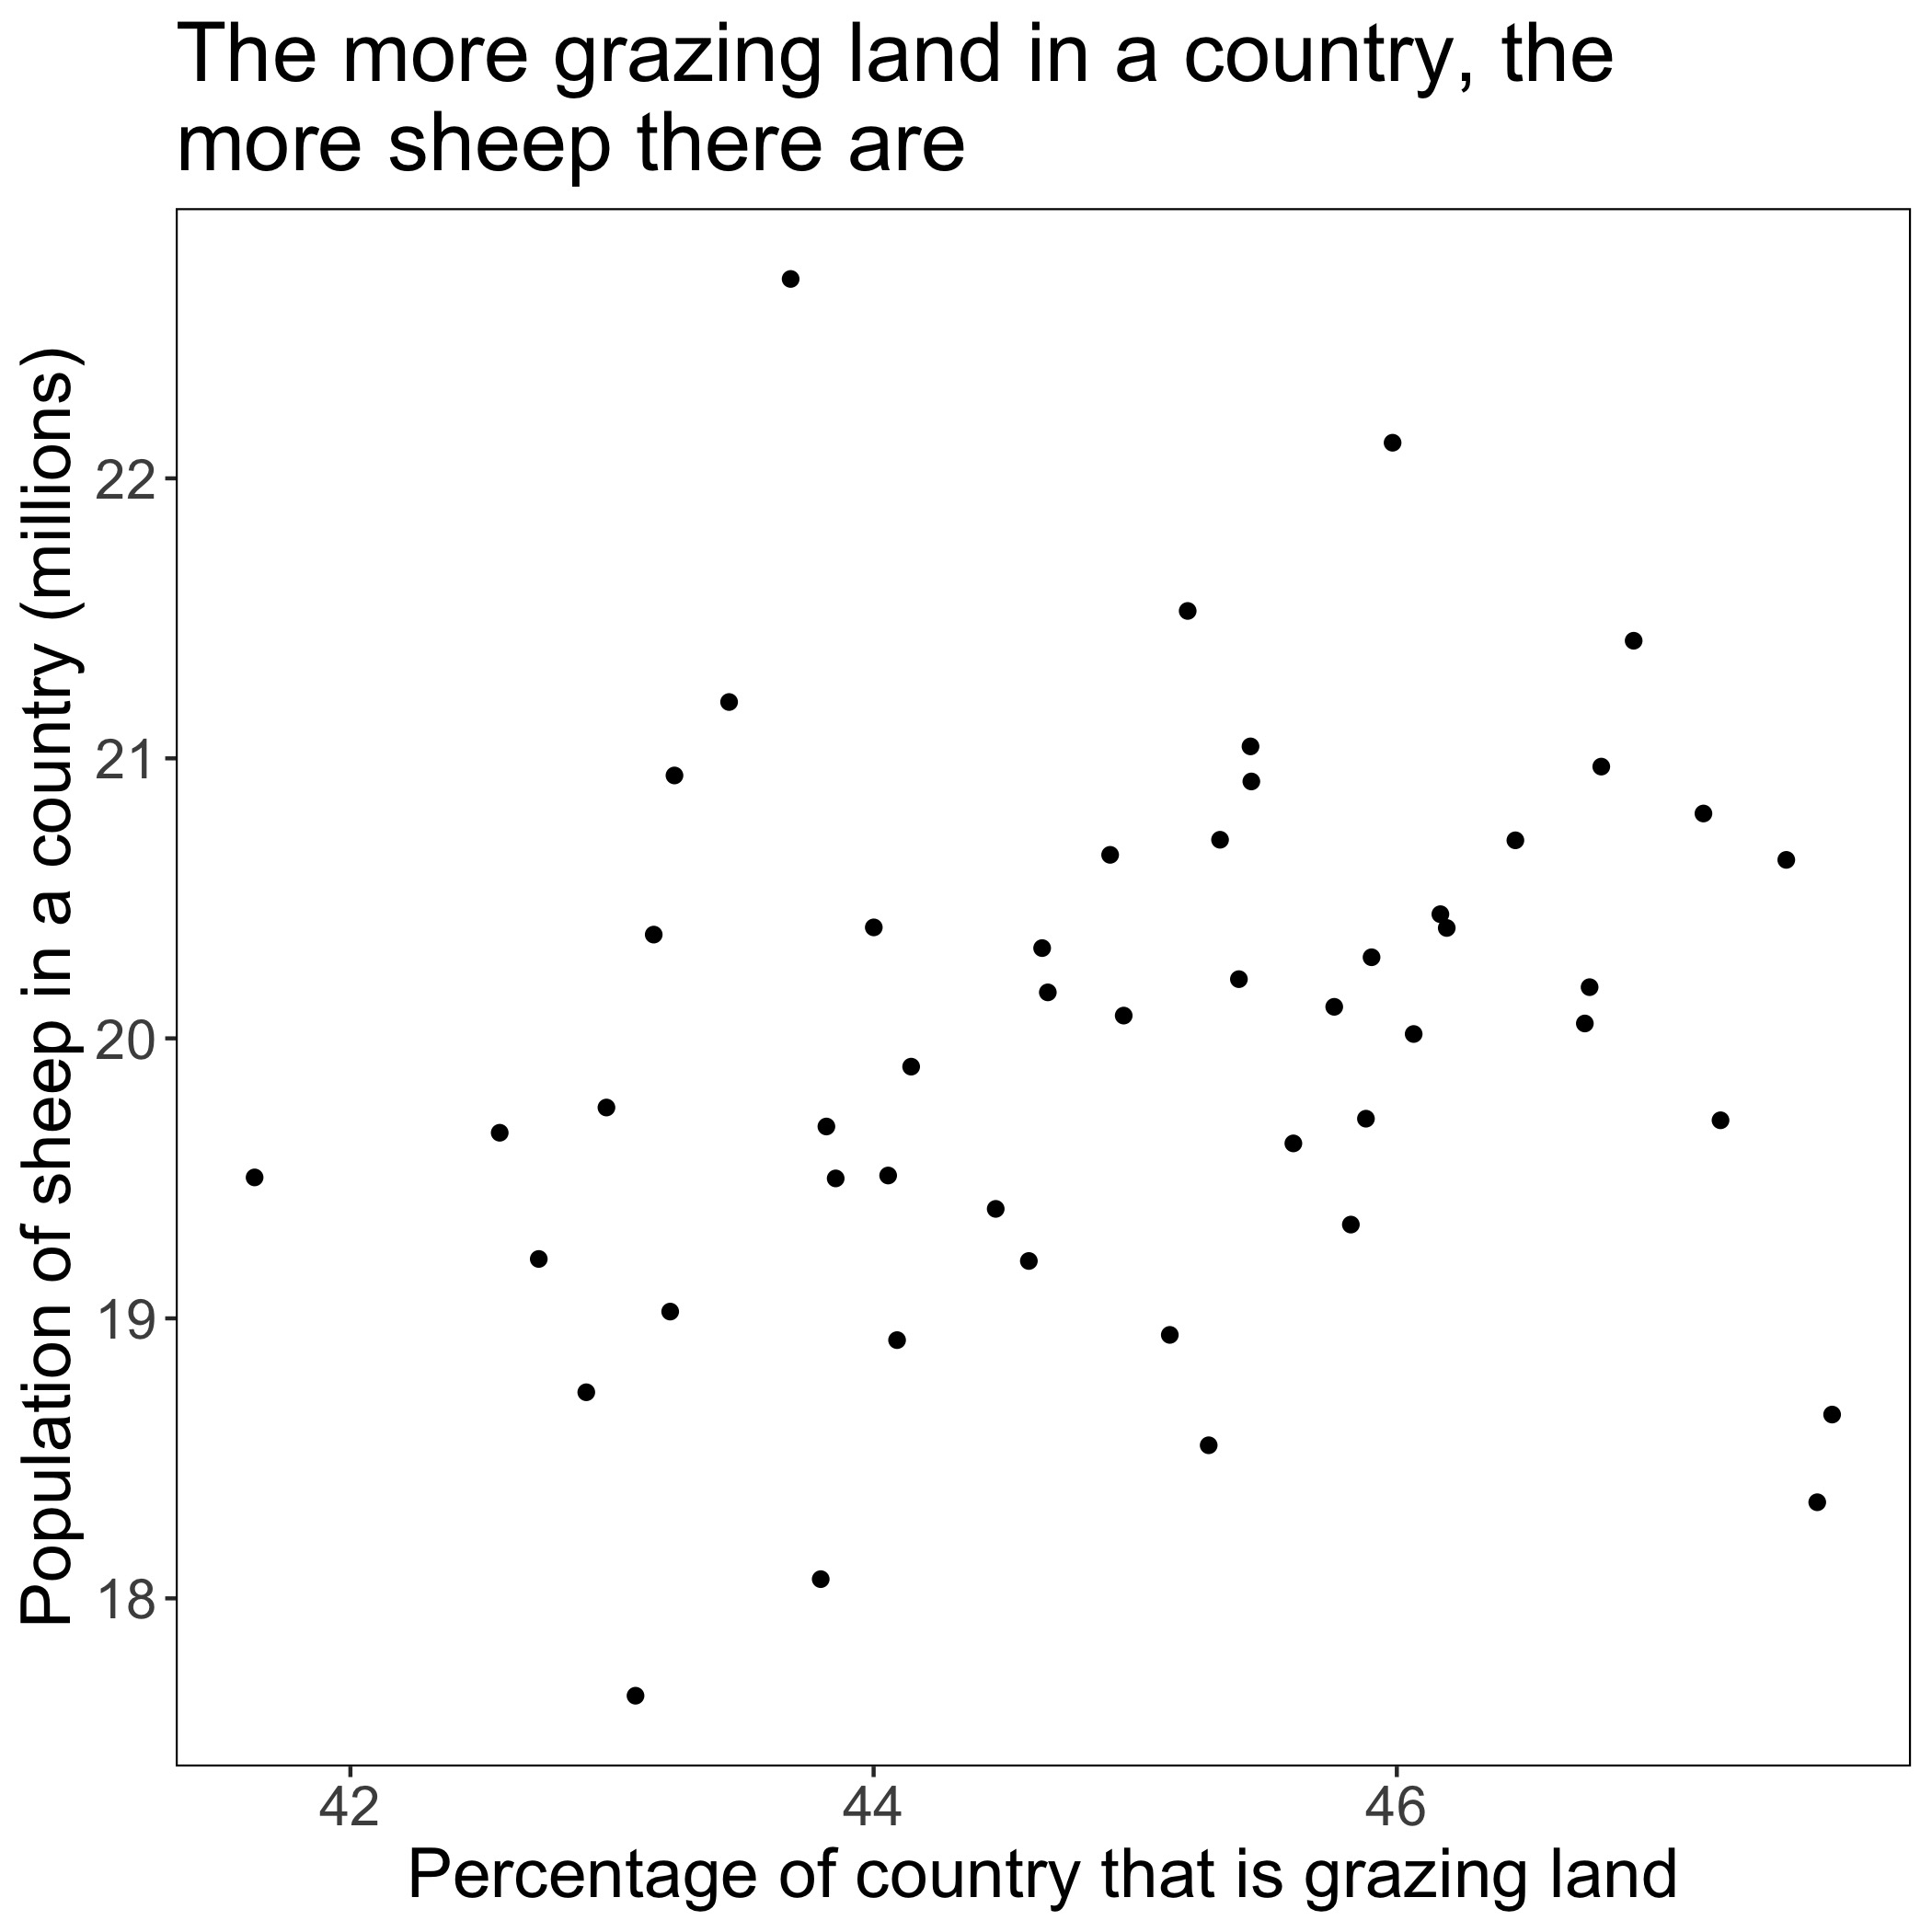 The more grazing land in a country, the
more sheep there are
Population of sheep in a country (millions)
22
21
20
19
18
42 44 46
Percentage of country that is grazing land